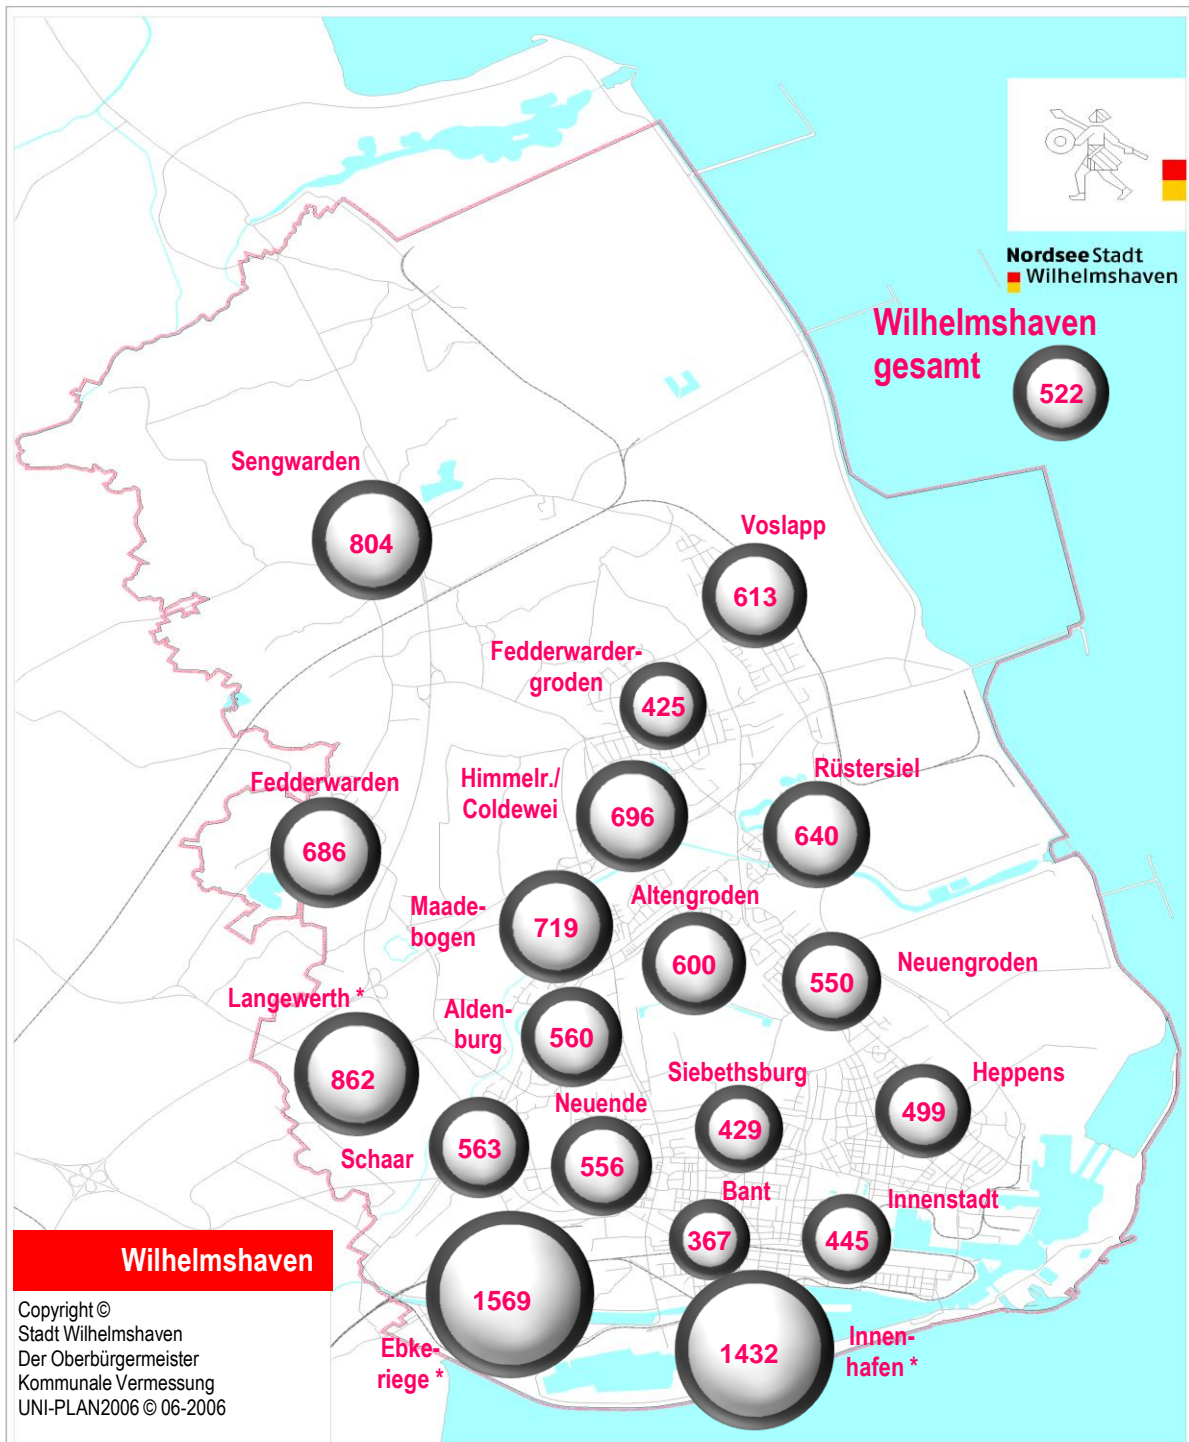 Nordsee Stadt
Wilhelmshaven
Wilhelmshaven
gesamt
522
Sengwarden
804
Voslapp
613
Fedderwarder-
groden
425
Himmelr./
Coldewei
696
Rüstersiel
640
Fedderwarden
686
Maade-
bogen
719
Altengroden
600
Neuengroden
550
Langewerth *
862
Alden-
burg
560
Siebethsburg
429
Heppens
499
Schaar
563
Neuende
556
Bant
367
Innenstadt
445
Ebke-
riege *
1569
Innen-
hafen *
1432
Wilhelmshaven
Copyright ©
Stadt Wilhelmshaven
Der Oberbürgermeister
Kommunale Vermessung
UNI-PLAN2006 © 06-2006